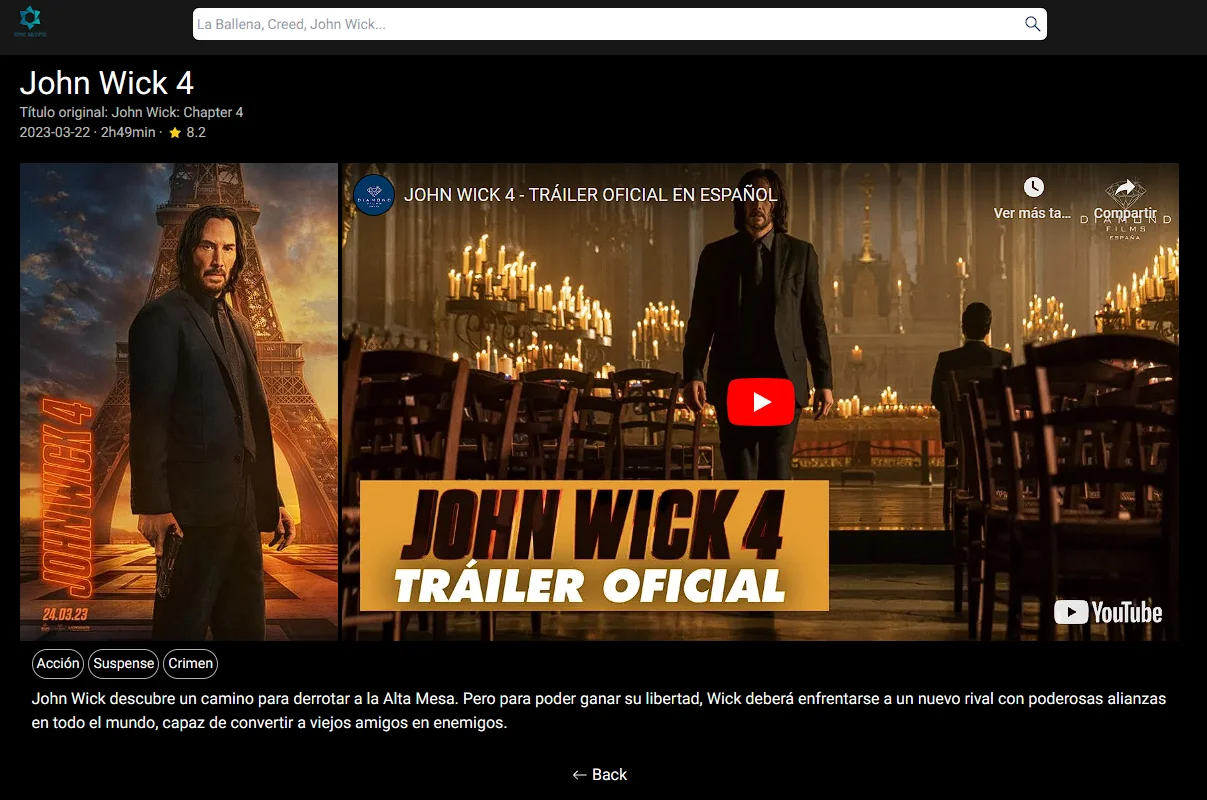 La Ballena, Creed, John Wick...
John Wick 4
Título original: John Wick: Chapter 4
2023-03-22 · 2h49min · ⭐ 8.2
JOHN WICK 4
24.03.23
DIAMOND
FILMS
JOHN WICK 4 - TRÁILER OFICIAL EN ESPAÑOL
Ver más ta...
Compartir
DIAMOND
FILMS
ESPAÑA
JOHN WICK 4
TRÁILER OFICIAL
YouTube
Acción Suspense Crimen
John Wick descubre un camino para derrotar a la Alta Mesa. Pero para poder ganar su libertad, Wick deberá enfrentarse a un nuevo rival con poderosas alianzas
en todo el mundo, capaz de convertir a viejos amigos en enemigos.
← Back